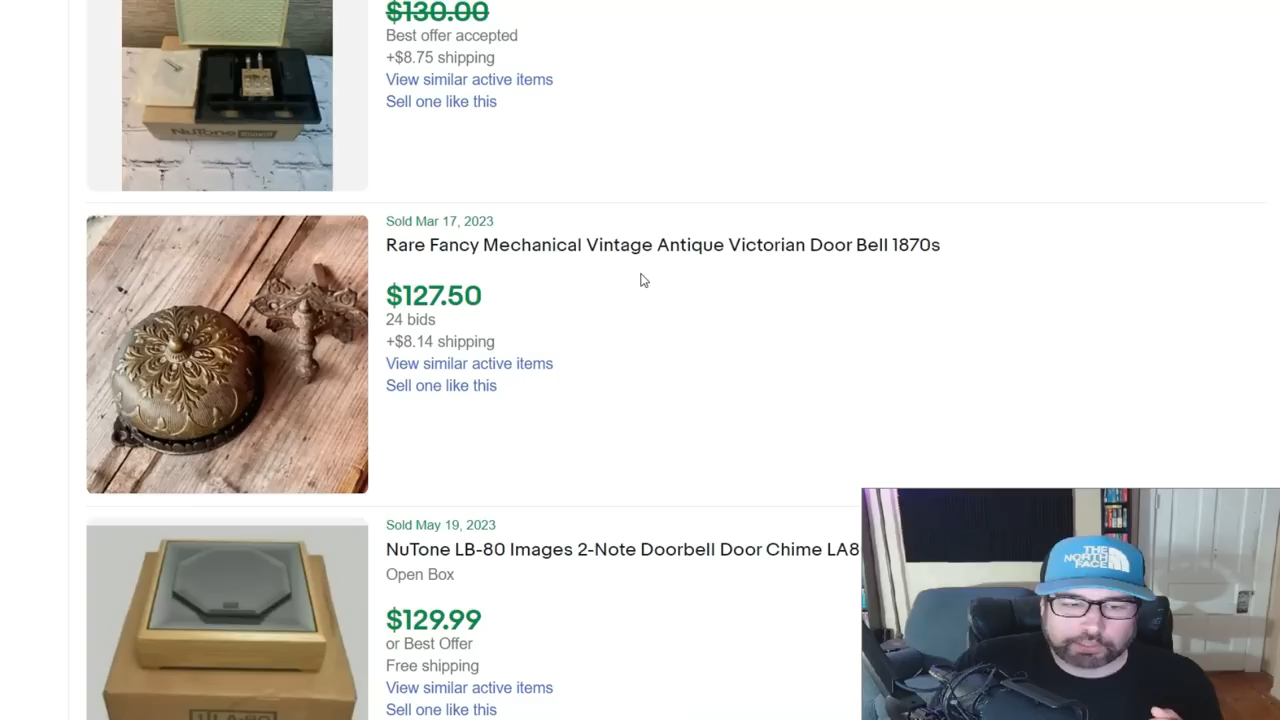 $130.00
Best offer accepted
+$8.75 shipping
View similar active items
Sell one like this
NuTone
Sold Mar 17, 2023
Rare Fancy Mechanical Vintage Antique Victorian Door Bell 1870s
$127.50
24 bids
+$8.14 shipping
View similar active items
Sell one like this
Sold May 19, 2023
NuTone LB-80 Images 2-Note Doorbell Door Chime LA8
Open Box
$129.99
or Best Offer
Free shipping
View similar active items
Sell one like this
THE
NORTH
FACE